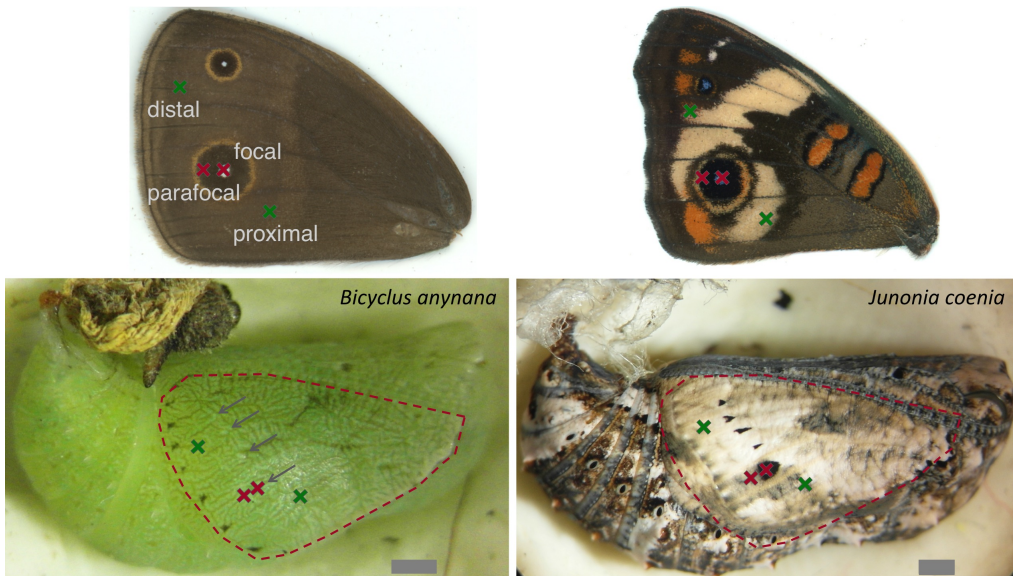 distal
focal
parafocal
proximal
Bicyclus anynana
Junonia coenia